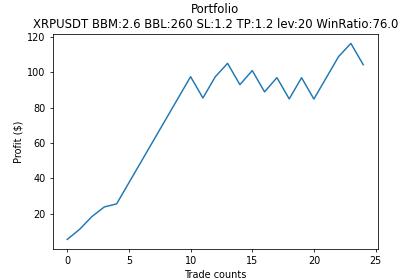 Portfolio
XRPUSDT BBM:2.6 BBL:260 SL:1.2 TP:1.2 lev:20 WinRatio:76.0
120
100
80
60
40
20
Profit ($)
0 5 10 15 20 25
Trade counts